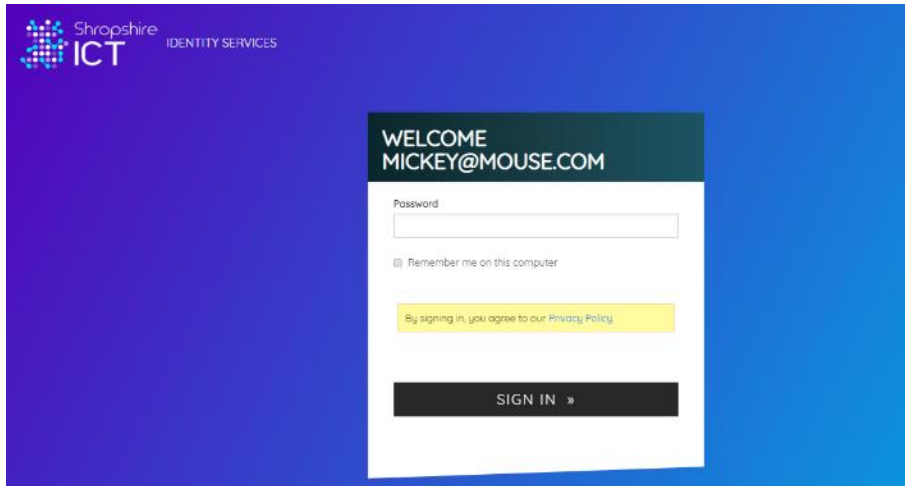 Shropshire
ICT
IDENTITY SERVICES
WELCOME
MICKEY@MOUSE.COM
Password
Remember me on this computer
By signing in, you agree to our Privacy Policy
SIGN IN »